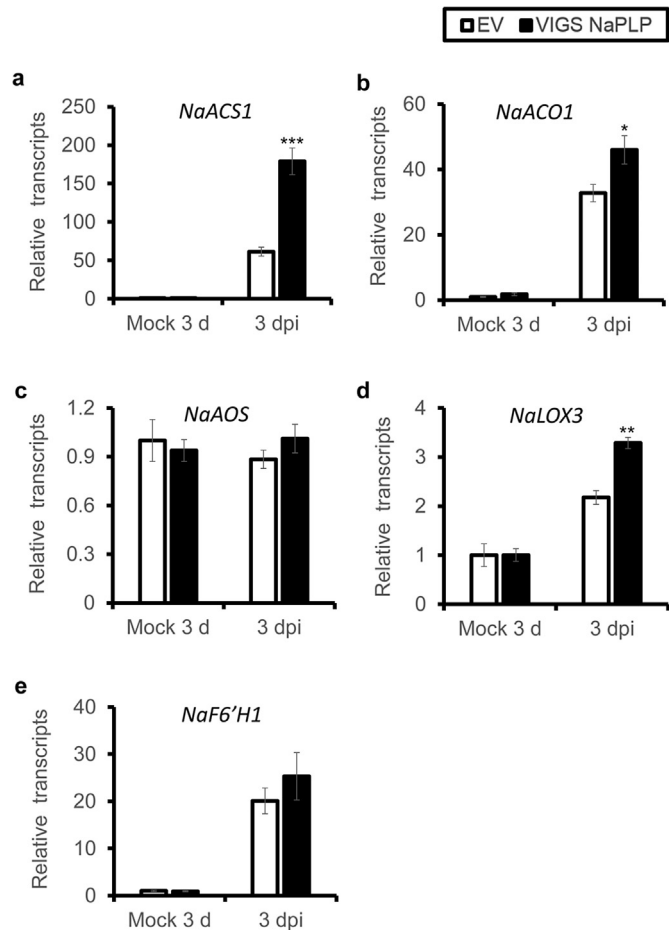 EV VIGS NaPLP
a
NaACS1
Relative transcripts
250
200
150
100
50
0
***
Mock 3 d 3 dpi
b
NaACO1
Relative transcripts
60
40
20
0
*
Mock 3 d 3 dpi
c
NaAOS
Relative transcripts
1.2
0.9
0.6
0.3
0
Mock 3 d 3 dpi
d
NaLOX3
Relative transcripts
4
3
2
1
0
**
Mock 3 d 3 dpi
e
NaF6’H1
Relative transcripts
40
30
20
10
0
Mock 3 d 3 dpi